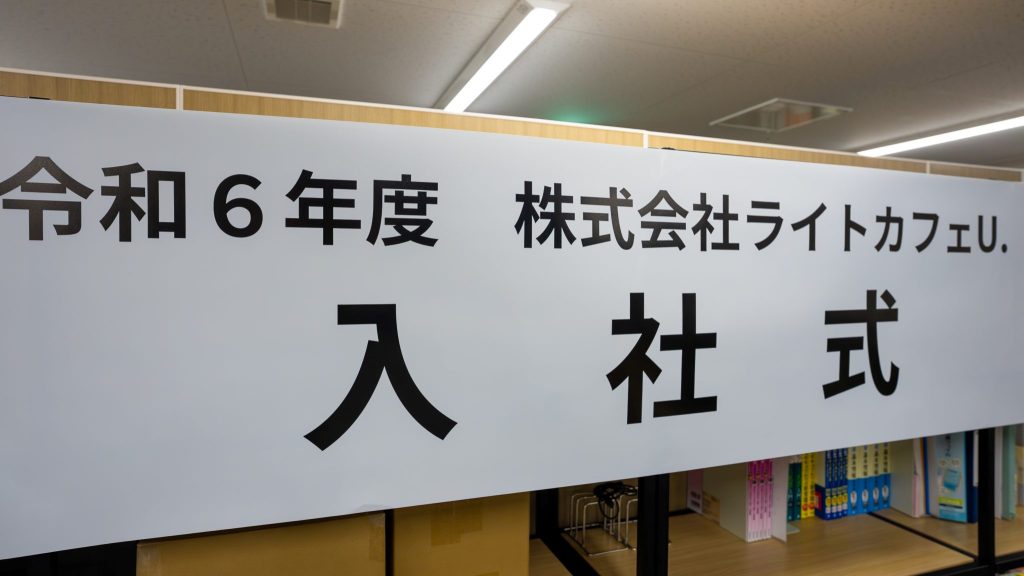 令和６年度　株式会社ライトカフェU.
入社式